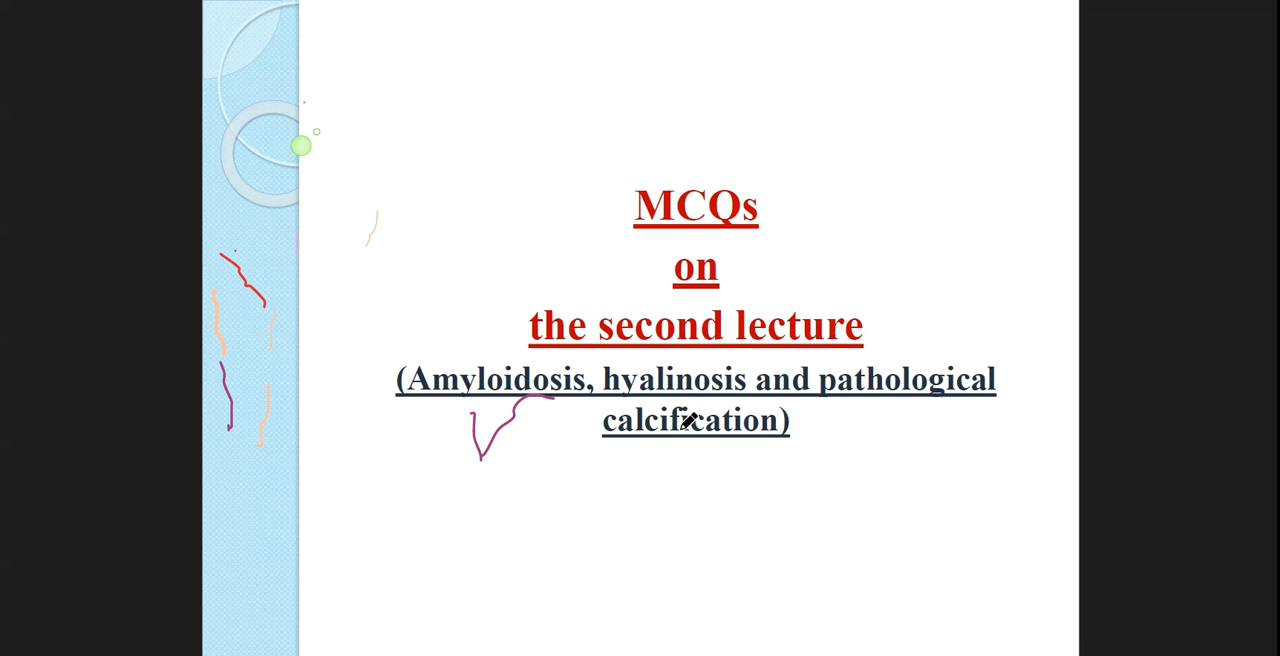 MCQs
on
the second lecture
(Amyloidosis, hyalinosis and pathological
calcification)